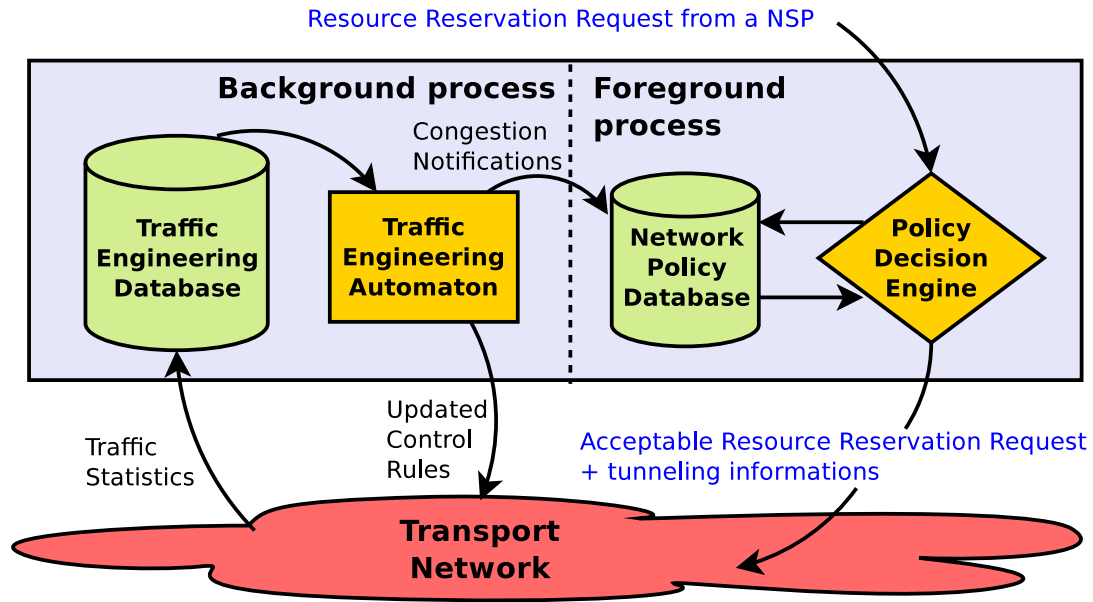 Resource Reservation Request from a NSP
Background process
Foreground
process
Congestion
Notifications
Traffic
Engineering
Database
Traffic
Engineering
Automaton
Network
Policy
Database
Policy
Decision
Engine
Traffic
Statistics
Updated
Control
Rules
Acceptable Resource Reservation Request
+ tunneling informations
Transport
Network